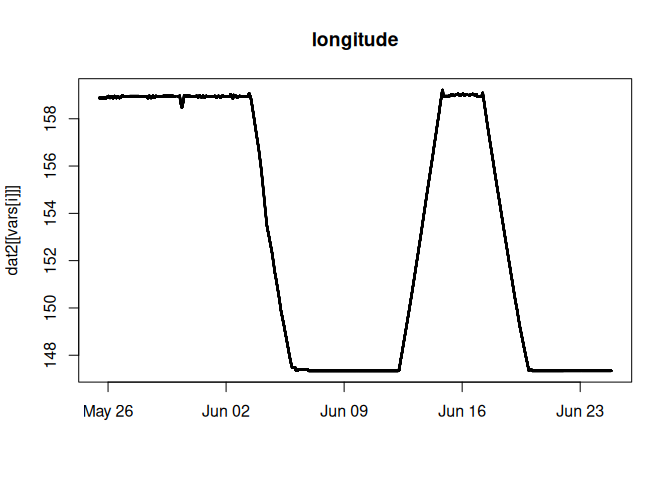 longitude
dat2[[vars[i]]]
158
156
154
152
150
148
May 26
Jun 02
Jun 09
Jun 16
Jun 23